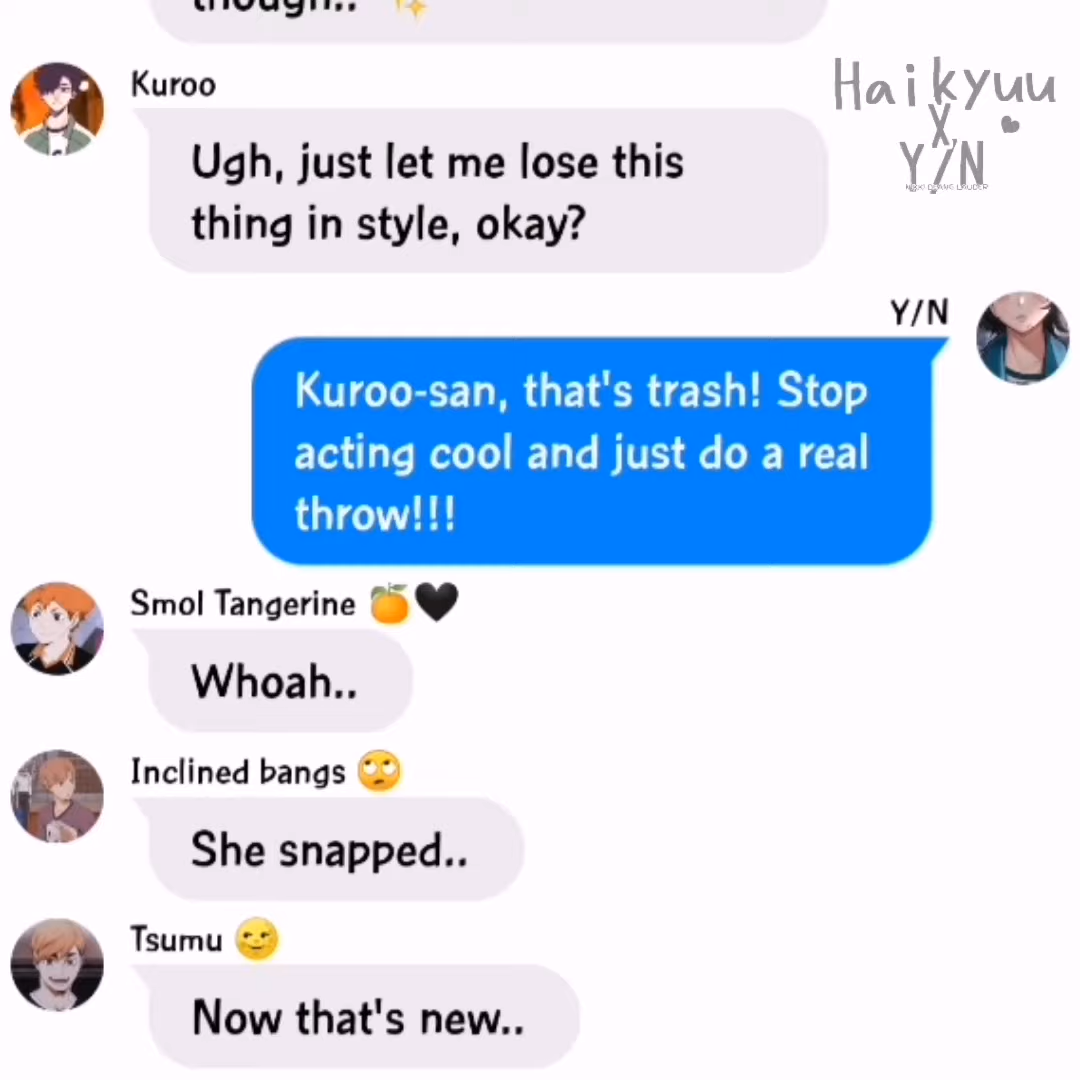 though.. ✨
Kuroo
Haikyuu
X,
Y/N
Ugh, just let me lose this
thing in style, okay?
Y/N
Kuroo-san, that's trash! Stop
acting cool and just do a real
throw!!!
Smol Tangerine 🍊🖤
Whoah..
Inclined bangs 🙄
She snapped..
Tsumu 🌝
Now that's new..